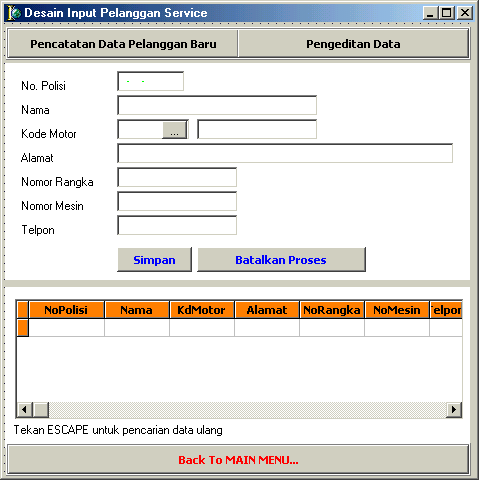 Desain Input Pelanggan Service
Pencatatan Data Pelanggan Baru Pengeditan Data
No. Polisi - -
Nama
Kode Motor ...
Alamat
Nomor Rangka
Nomor Mesin
Telpon
Simpan Batalkan Proses
NoPolisi Nama KdMotor Alamat NoRangka NoMesin Telpon
Tekan ESCAPE untuk pencarian data ulang
Back To MAIN MENU...